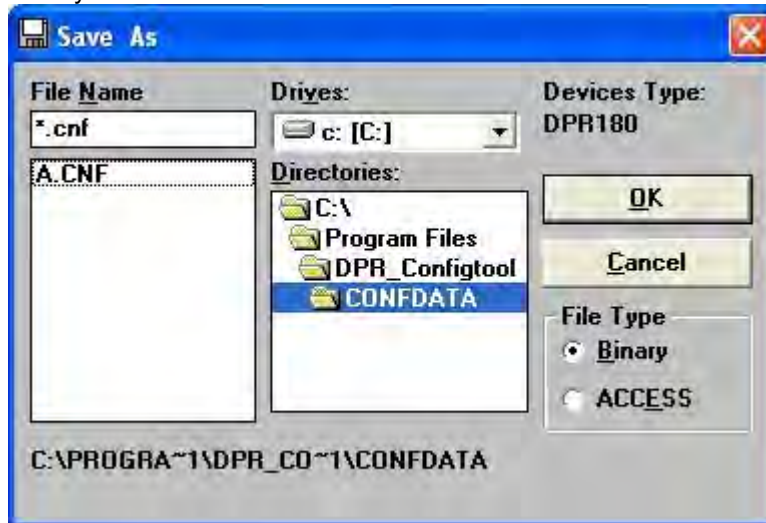 Save As
File Name
*.cnf
A.CNF
Drives:
c: [C:]
Directories:
C:\
Program Files
DPR_Configtool
CONFDATA
Devices Type:
DPR180
OK
Cancel
File Type
Binary
ACCESS
C:\PROGRA~1\DPR_CO~1\CONFDATA